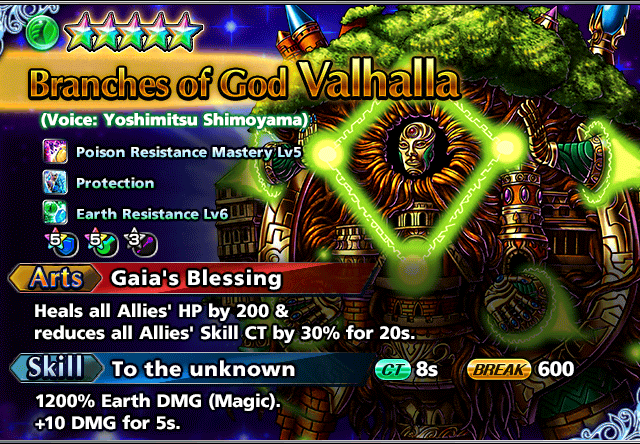 Branches of God Valhalla
(Voice: Yoshimitsu Shimoyama)
Poison Resistance Mastery Lv5
Protection
Earth Resistance Lv6
5 5 3
Arts Gaia's Blessing
Heals all Allies' HP by 200 &
reduces all Allies' Skill CT by 30% for 20s.
Skill To the unknown CT 8s BREAK 600
1200% Earth DMG (Magic).
+10 DMG for 5s.